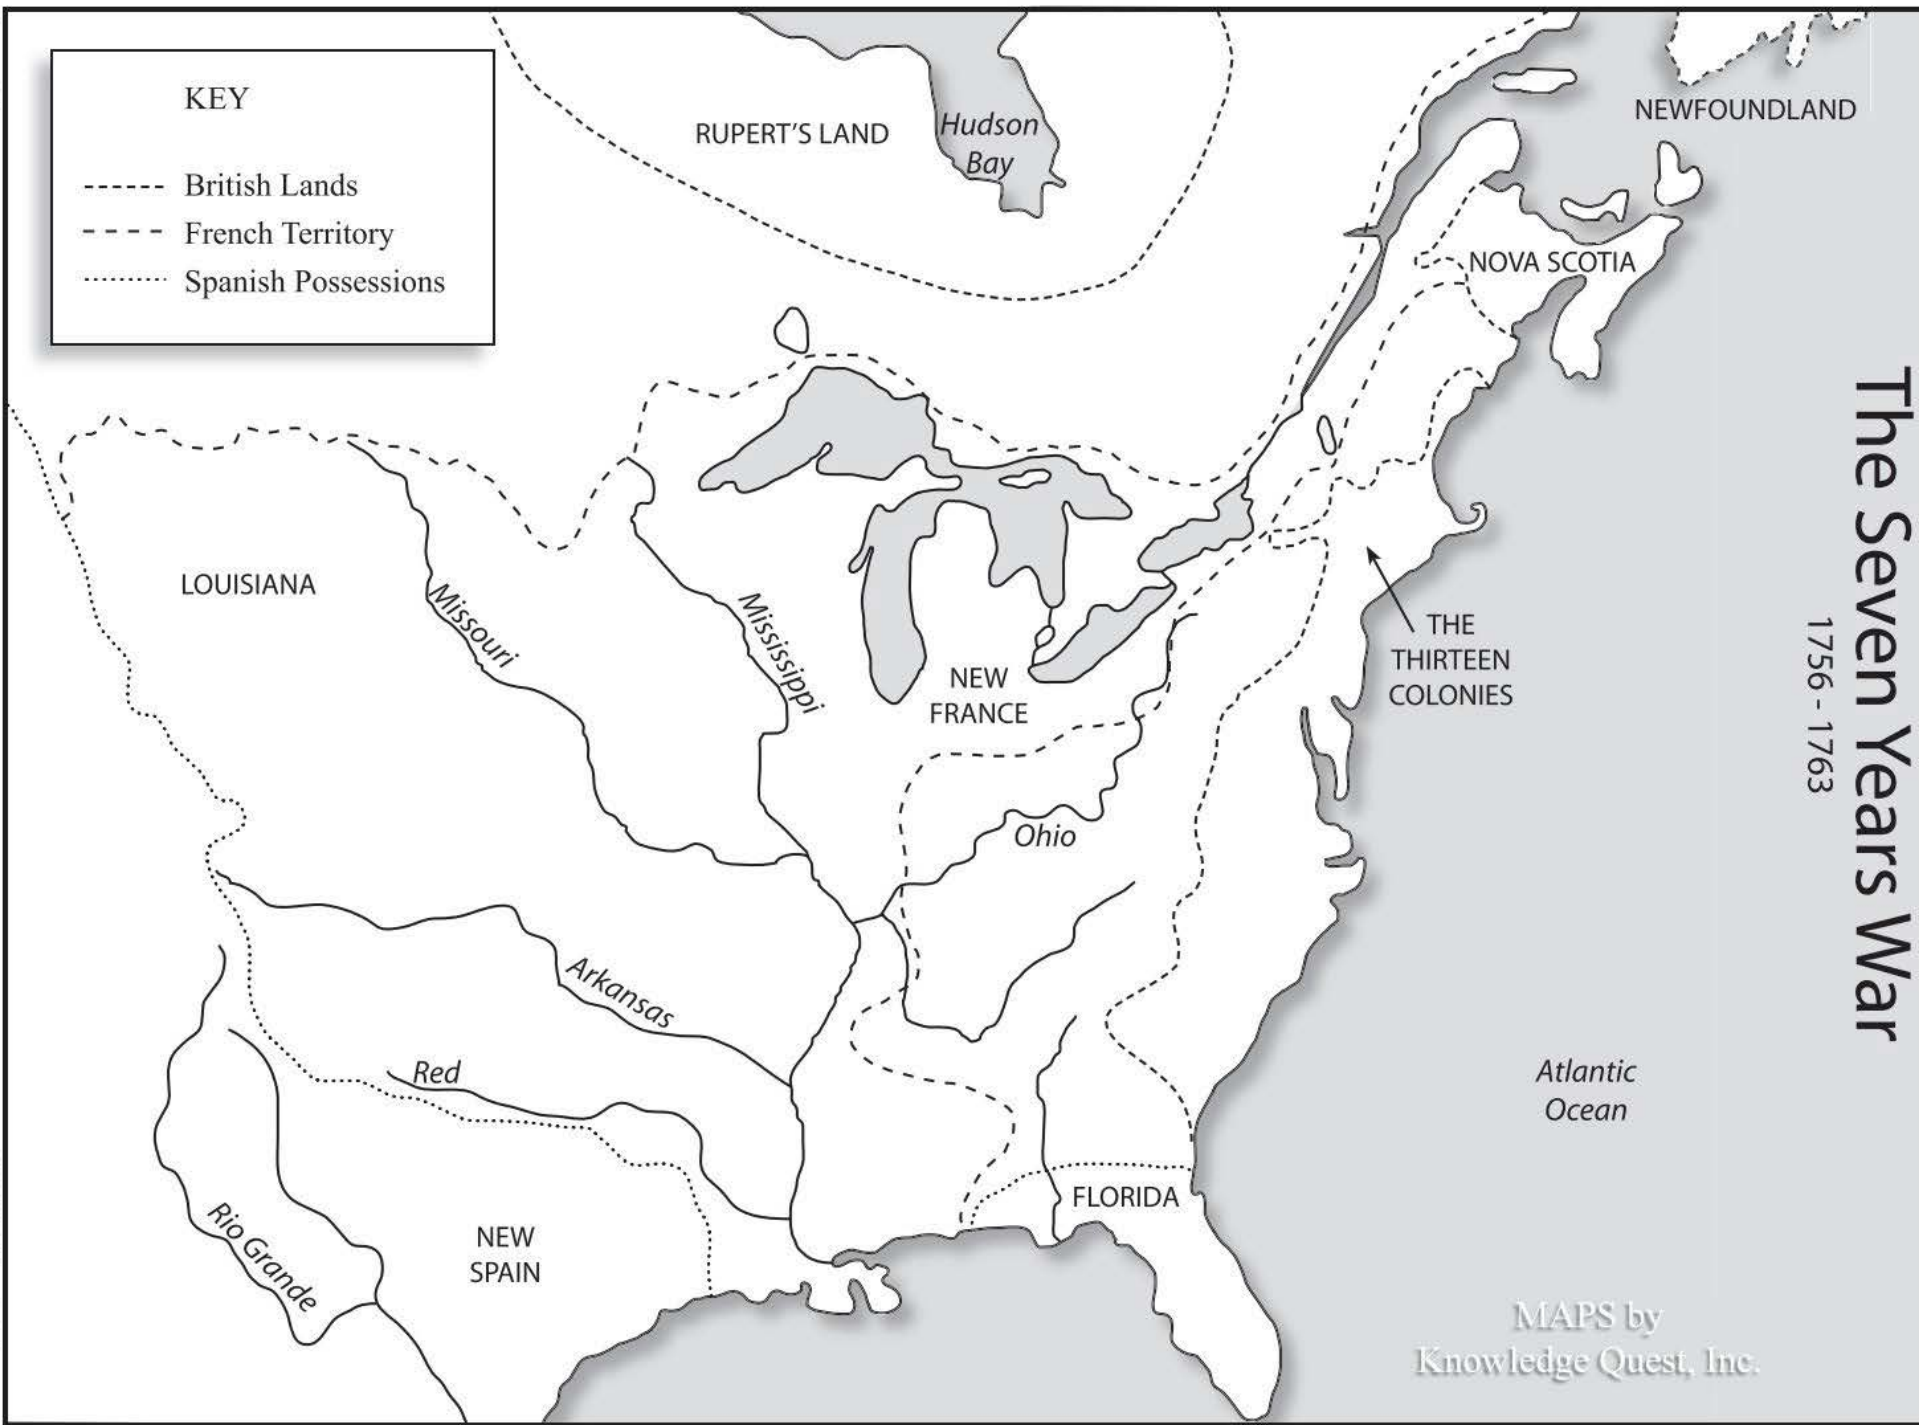 KEY
British Lands
French Territory
Spanish Possessions
RUPERT'S LAND
Hudson
Bay
NEWFOUNDLAND
NOVA SCOTIA
LOUISIANA
Missouri
Mississippi
NEW
FRANCE
THE
THIRTEEN
COLONIES
Ohio
Arkansas
Red
Rio Grande
NEW
SPAIN
FLORIDA
Atlantic
Ocean
The Seven Years War
1756 - 1763
MAPS by
Knowledge Quest, Inc.